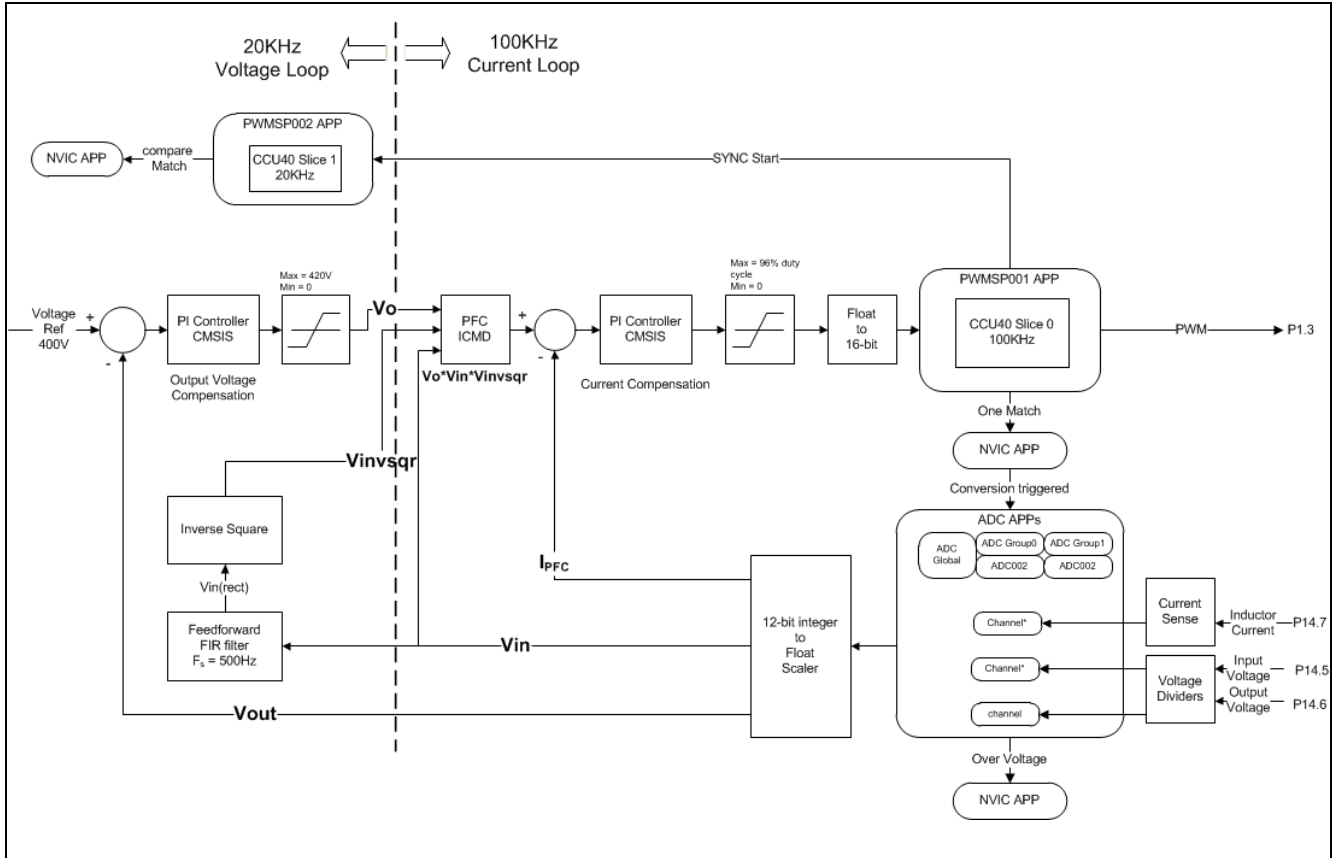 20KHz
Voltage Loop
100KHz
Current Loop
PWMSP002 APP
CCU40 Slice 1
20KHz
compare
Match
NVIC APP
SYNC Start
Voltage
Ref
400V
+
-
PI Controller
CMSIS
Output Voltage
Compensation
Max = 420V
Min = 0
Vo
PFC
ICMD
Vo*Vin*Vinvsqr
+
-
PI Controller
CMSIS
Current Compensation
Max = 96% duty
cycle
Min = 0
Float
to
16-bit
PWMSP001 APP
CCU40 Slice 0
100KHz
PWM
P1.3
One Match
NVIC APP
Conversion triggered
Vinvsqr
Inverse Square
Vin(rect)
Feedforward
FIR filter
Fs = 500Hz
IPFC
Vin
Vout
12-bit integer
to
Float
Scaler
ADC APPs
ADC
Global
ADC Group0
ADC Group1
ADC002
ADC002
Channel*
Channel*
channel
Current
Sense
Inductor
Current
P14.7
Voltage
Dividers
Input
Voltage
P14.5
Output
Voltage
P14.6
Over Voltage
NVIC APP